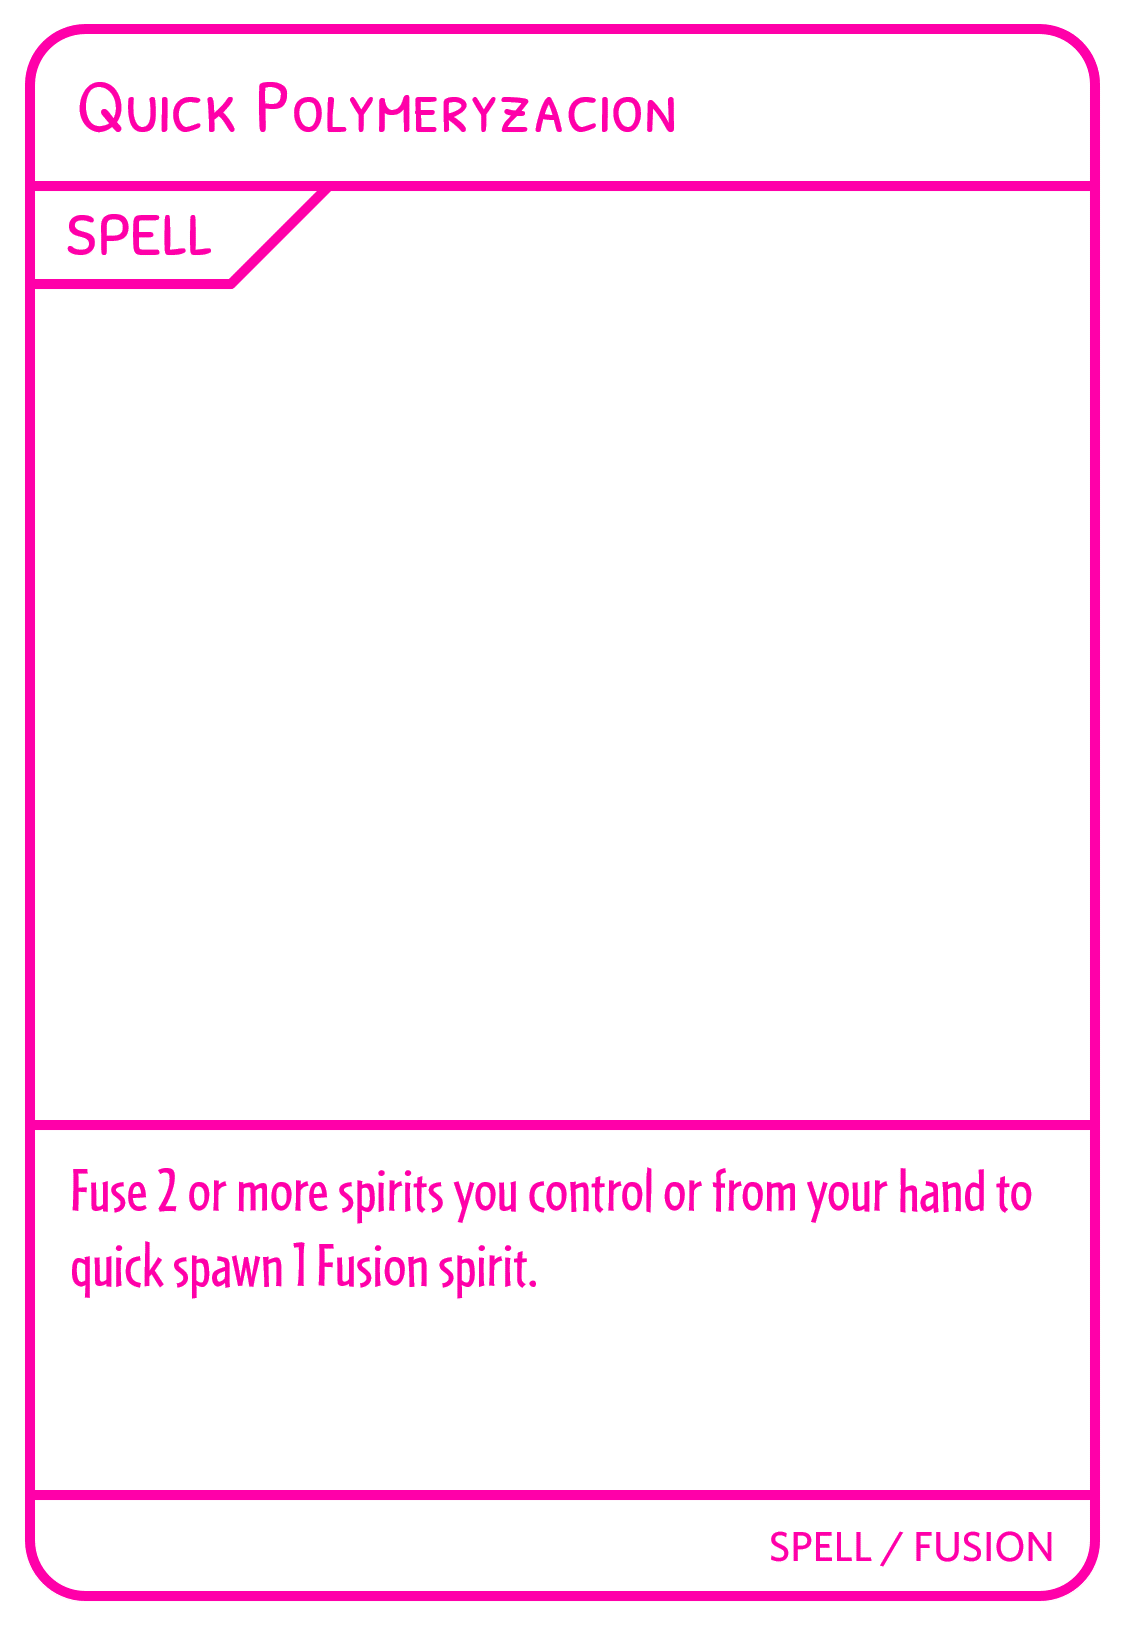 Quick Polymeryzacion
SPELL
Fuse 2 or more spirits you control or from your hand to
quick spawn 1 Fusion spirit.
SPELL / FUSION